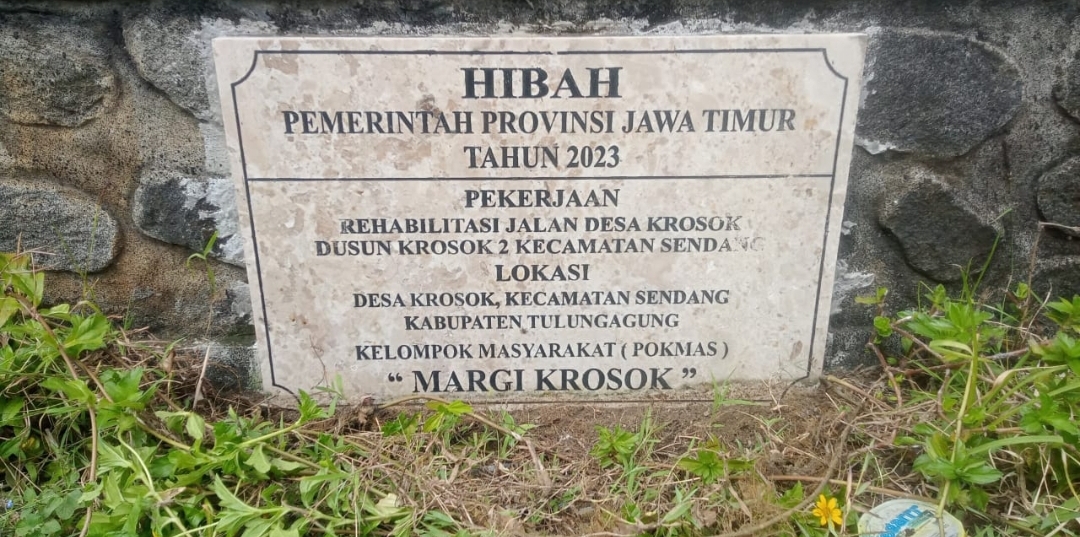 HIBAH
PEMERINTAH PROVINSI JAWA TIMUR
TAHUN 2023
PEKERJAAN
REHABILITASI JALAN DESA KROSOK
DUSUN KROSOK 2 KECAMATAN SENDANG
LOKASI
DESA KROSOK, KECAMATAN SENDANG
KABUPATEN TULUNGAGUNG
KELOMPOK MASYARAKAT ( POKMAS )
“ MARGI KROSOK ”